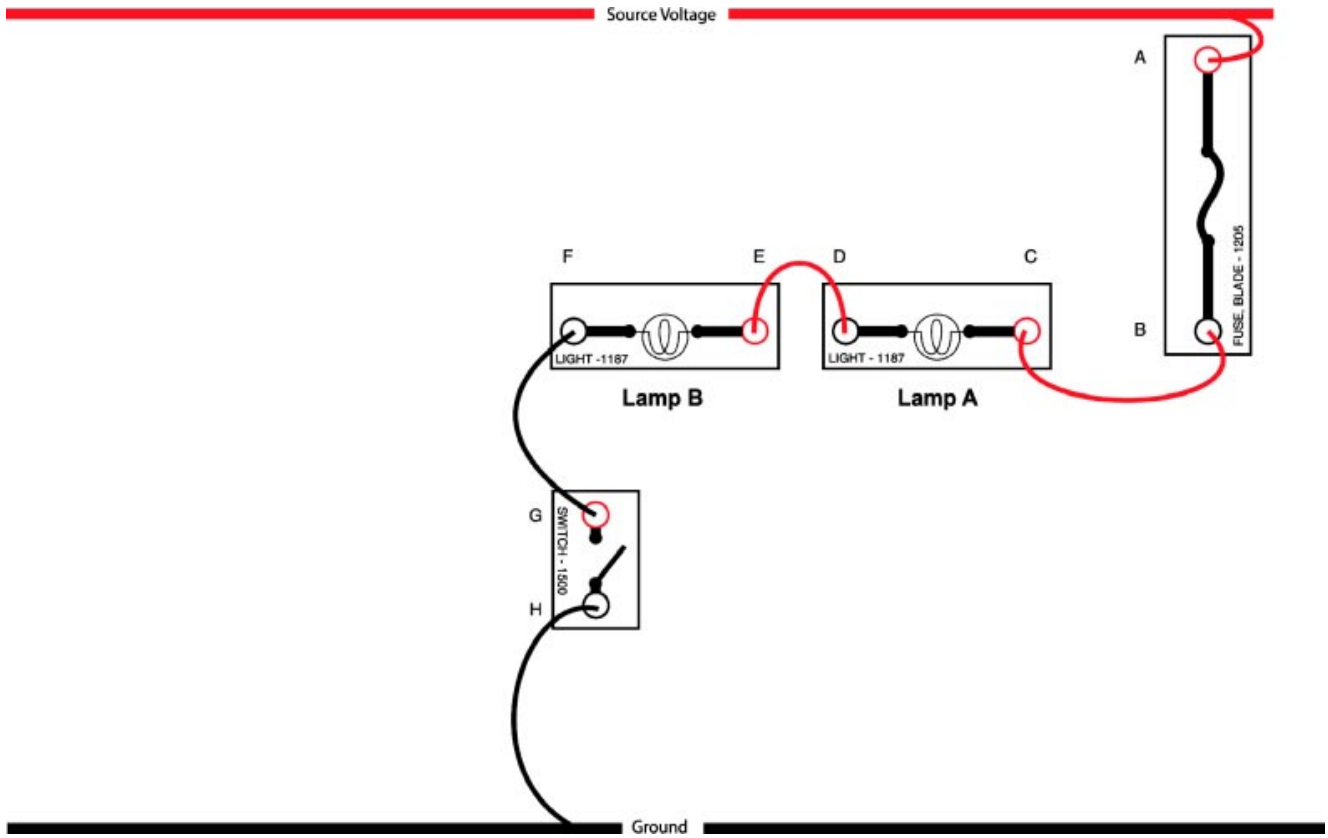 Source Voltage
A
FUSE, BLADE - 1205
B
F
E
D
C
LIGHT -1187
LIGHT - 1187
Lamp B
Lamp A
G
SWITCH - 1500
H
Ground